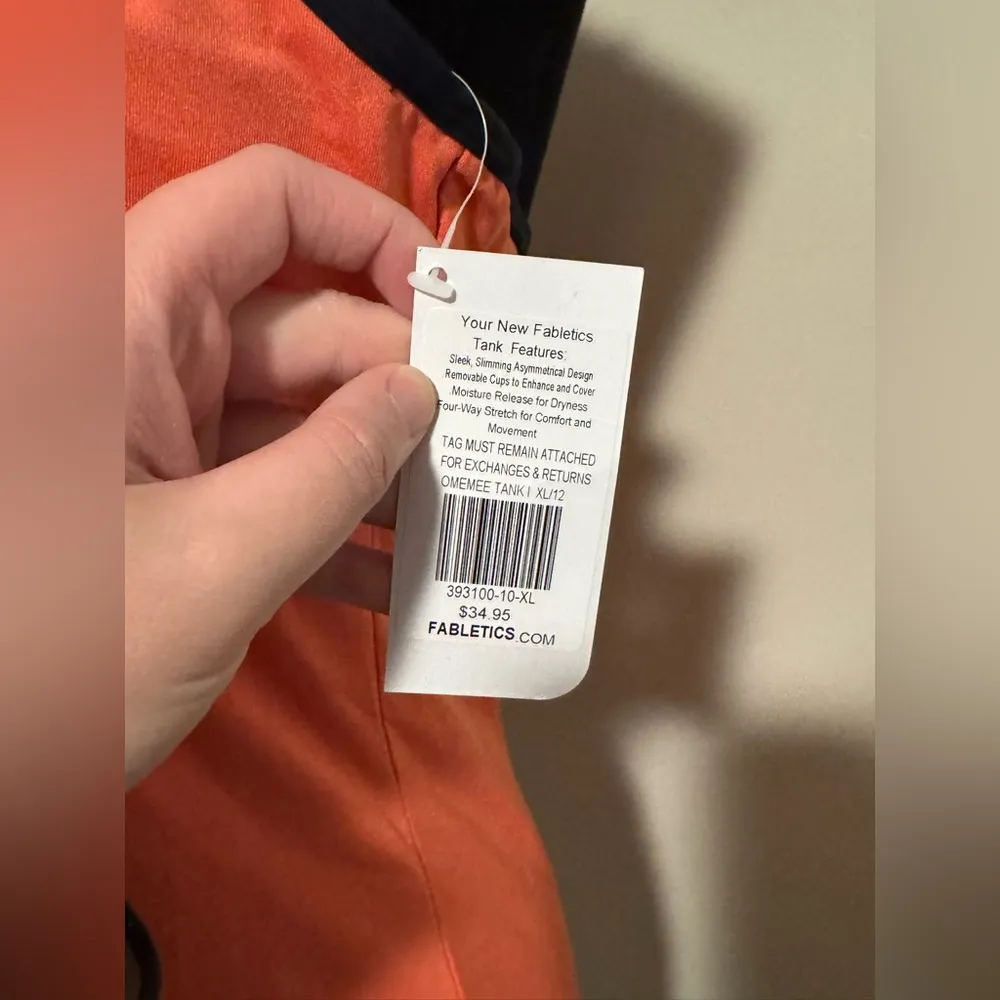 Your New Fabletics
Tank Features:
Sleek, Slimming Asymmetrical Design
Removable Cups to Enhance and Cover
Moisture Release for Dryness
Four-Way Stretch for Comfort and
Movement
TAG MUST REMAIN ATTACHED
FOR EXCHANGES & RETURNS
OMEMEE TANK I XL/12
393100-10-XL
$34.95
FABLETICS.COM